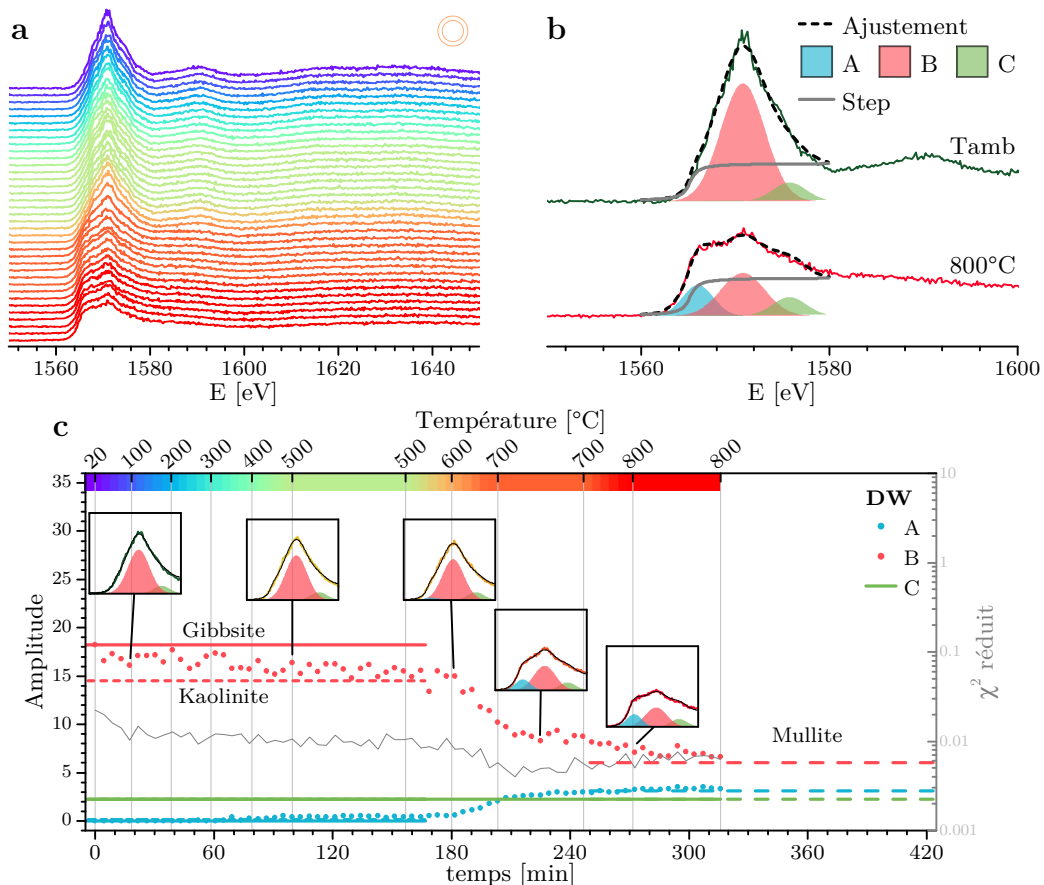 a
1560 1580 1600 1620 1640
E [eV]
b
Ajustement
A B C
Step
Tamb
800°C
1560 1580 1600
E [eV]
c
Température [°C]
20 100 200 300 400 500 500 600 700 700 800 800
Amplitude
35
30
25
20
15
10
5
0
Gibbsite
Kaolinite
Mullite
DW
A
B
C
10
1
0.1
0.01
0.001
χ² réduit
0 60 120 180 240 300 360 420
temps [min]